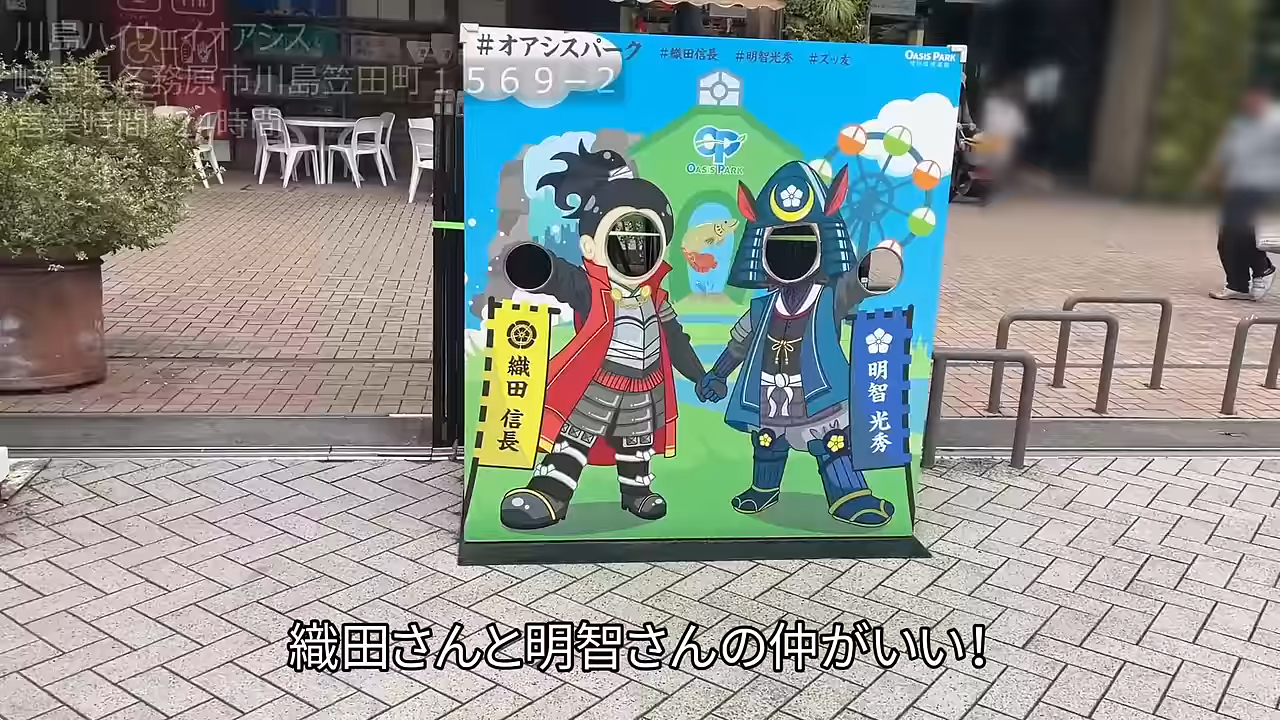 川島ハイウェイオアシス
岐阜県各務原市川島笠田町1569−2
営業時間 24時間
#オアシスパーク #織田信長 #明智光秀 #ズッ友
OASIS PARK
OASIS PARK
織田 信長
明智 光秀
織田さんと明智さんの仲がいい!